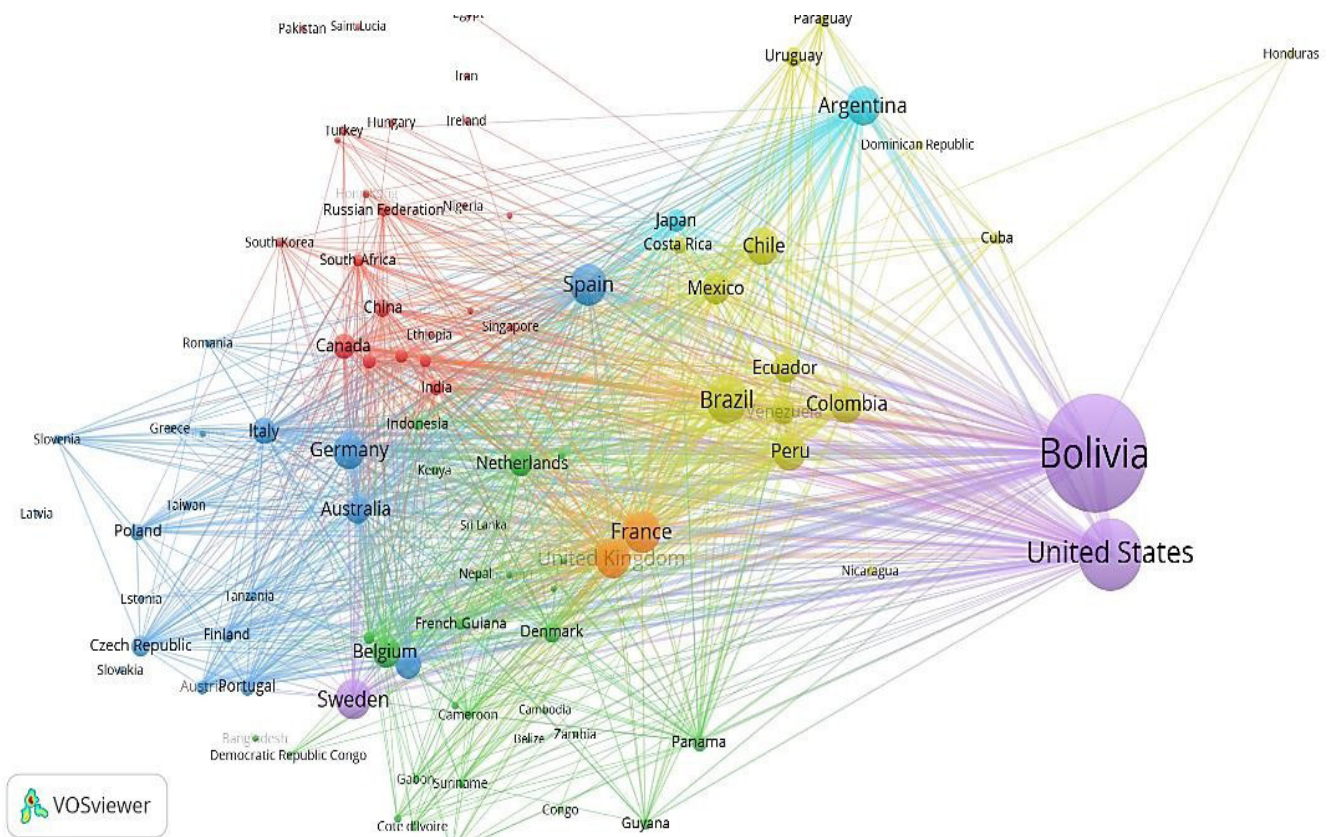 Pakistan
Saint Lucia
Egypt
Paraguay
Uruguay
Honduras
Iran
Argentina
Turkey
Hungary
Ireland
Dominican Republic
Russian Federation
Nigeria
Japan
South Korea
Costa Rica
Chile
Cuba
South Africa
Spain
Mexico
China
Singapore
Romania
Canada
Ethiopia
Ecuador
India
Brazil
Colombia
Venezuela
Indonesia
Slovenia
Greece
Italy
Germany
Peru
Bolivia
Kenya
Netherlands
Latvia
Taiwan
Australia
Poland
Sri Lanka
France
United Kingdom
United States
Nepal
Nicaragua
Lstonia
Tanzania
French Guiana
Czech Republic
Finland
Denmark
Belgium
Slovakia
Portugal
Sweden
Cameroon
Cambodia
Bangladesh
Belize
Zambia
Panama
Democratic Republic Congo
Gabon
Suriname
Congo
Cote d'Ivoire
Guyana
VOSviewer